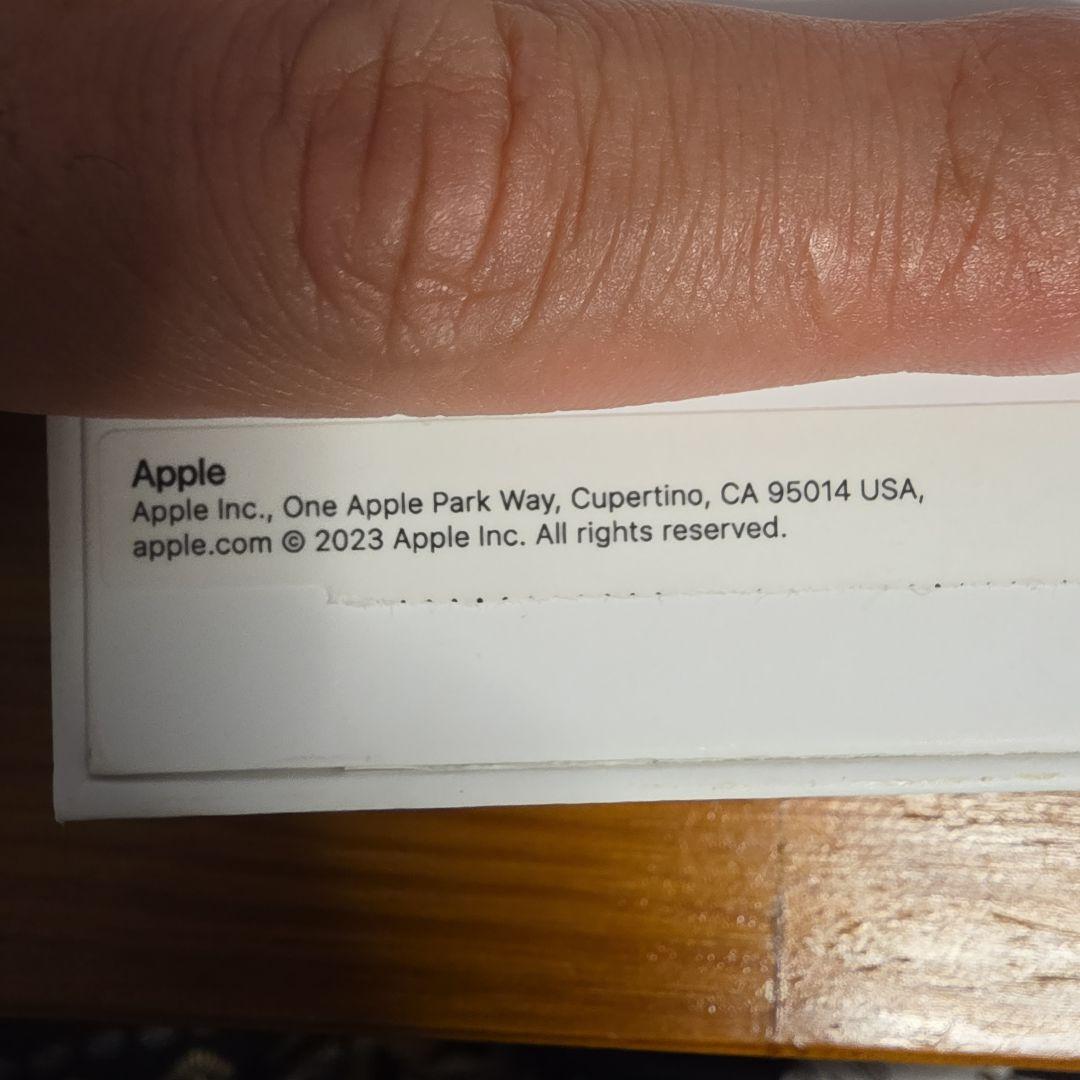 Apple
Apple Inc., One Apple Park Way, Cupertino, CA 95014 USA,
apple.com © 2023 Apple Inc. All rights reserved.